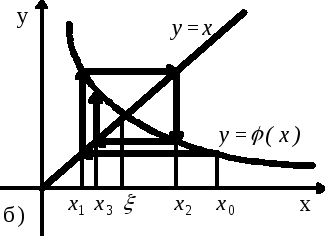 y
y = x
y = ϕ( x )
б)
x₁ x₃ ξ x₂ x₀ x